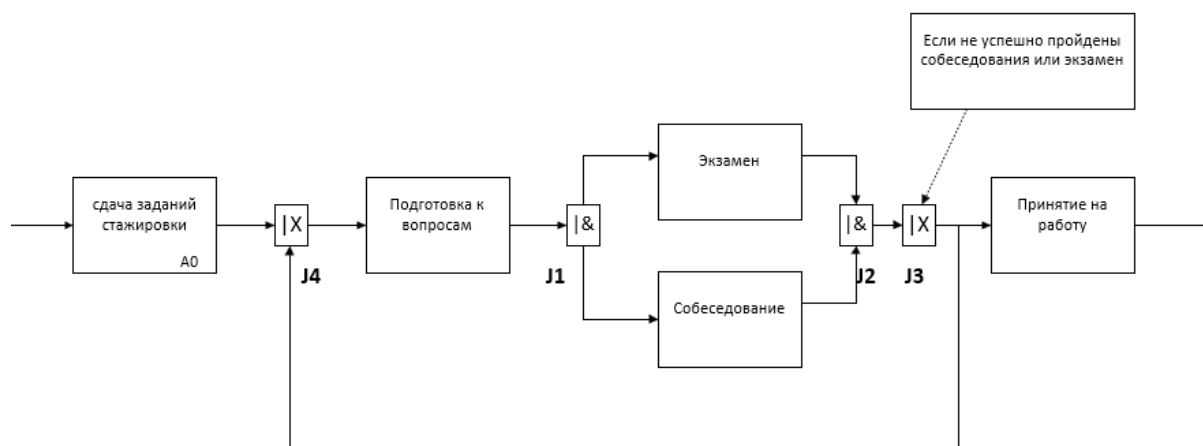 Если не успешно пройдены
собеседования или экзамен
Экзамен
сдача заданий
стажировки
A0
|X
J4
Подготовка к
вопросам
|&
J1
|&
J2
|X
J3
Принятие на
работу
Собеседование